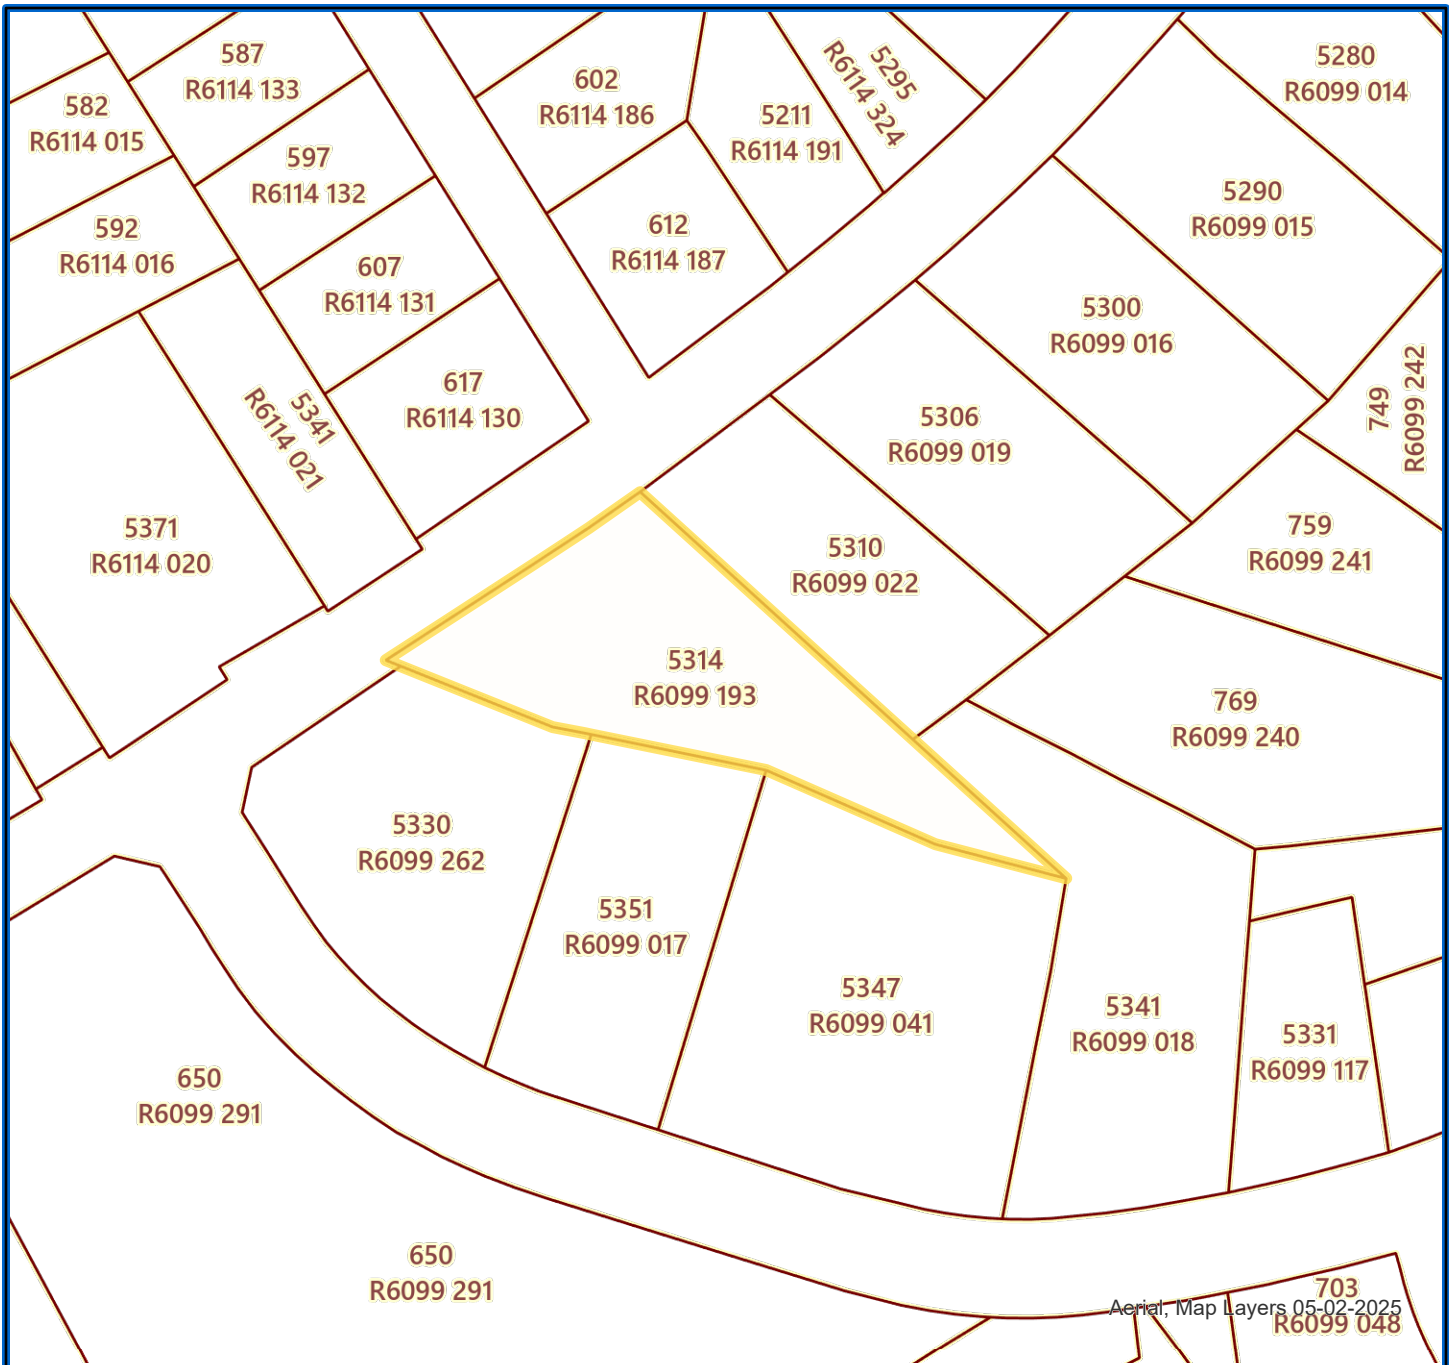 587
R6114 133
602
R6114 186
5295
R6114 324
5280
R6099 014
582
R6114 015
5211
R6114 191
597
R6114 132
5290
R6099 015
592
R6114 016
612
R6114 187
607
R6114 131
5300
R6099 016
749
R6099 242
617
R6114 130
5341
R6114 021
5306
R6099 019
5371
R6114 020
759
R6099 241
5310
R6099 022
5314
R6099 193
769
R6099 240
5330
R6099 262
5351
R6099 017
5347
R6099 041
5341
R6099 018
5331
R6099 117
650
R6099 291
650
R6099 291
703
R6099 048
Aerial, Map Layers 05-02-2025